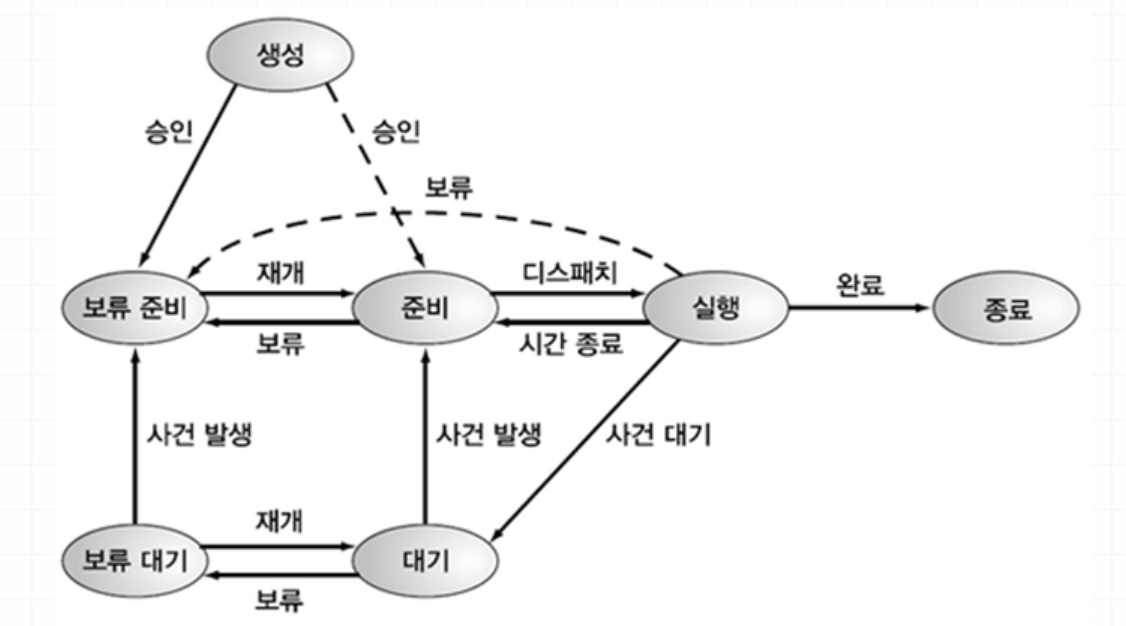 생성
승인
승인
보류
보류 준비
재개
준비
디스패치
실행
완료
종료
보류
시간 종료
사건 발생
사건 발생
사건 대기
보류 대기
재개
대기
보류